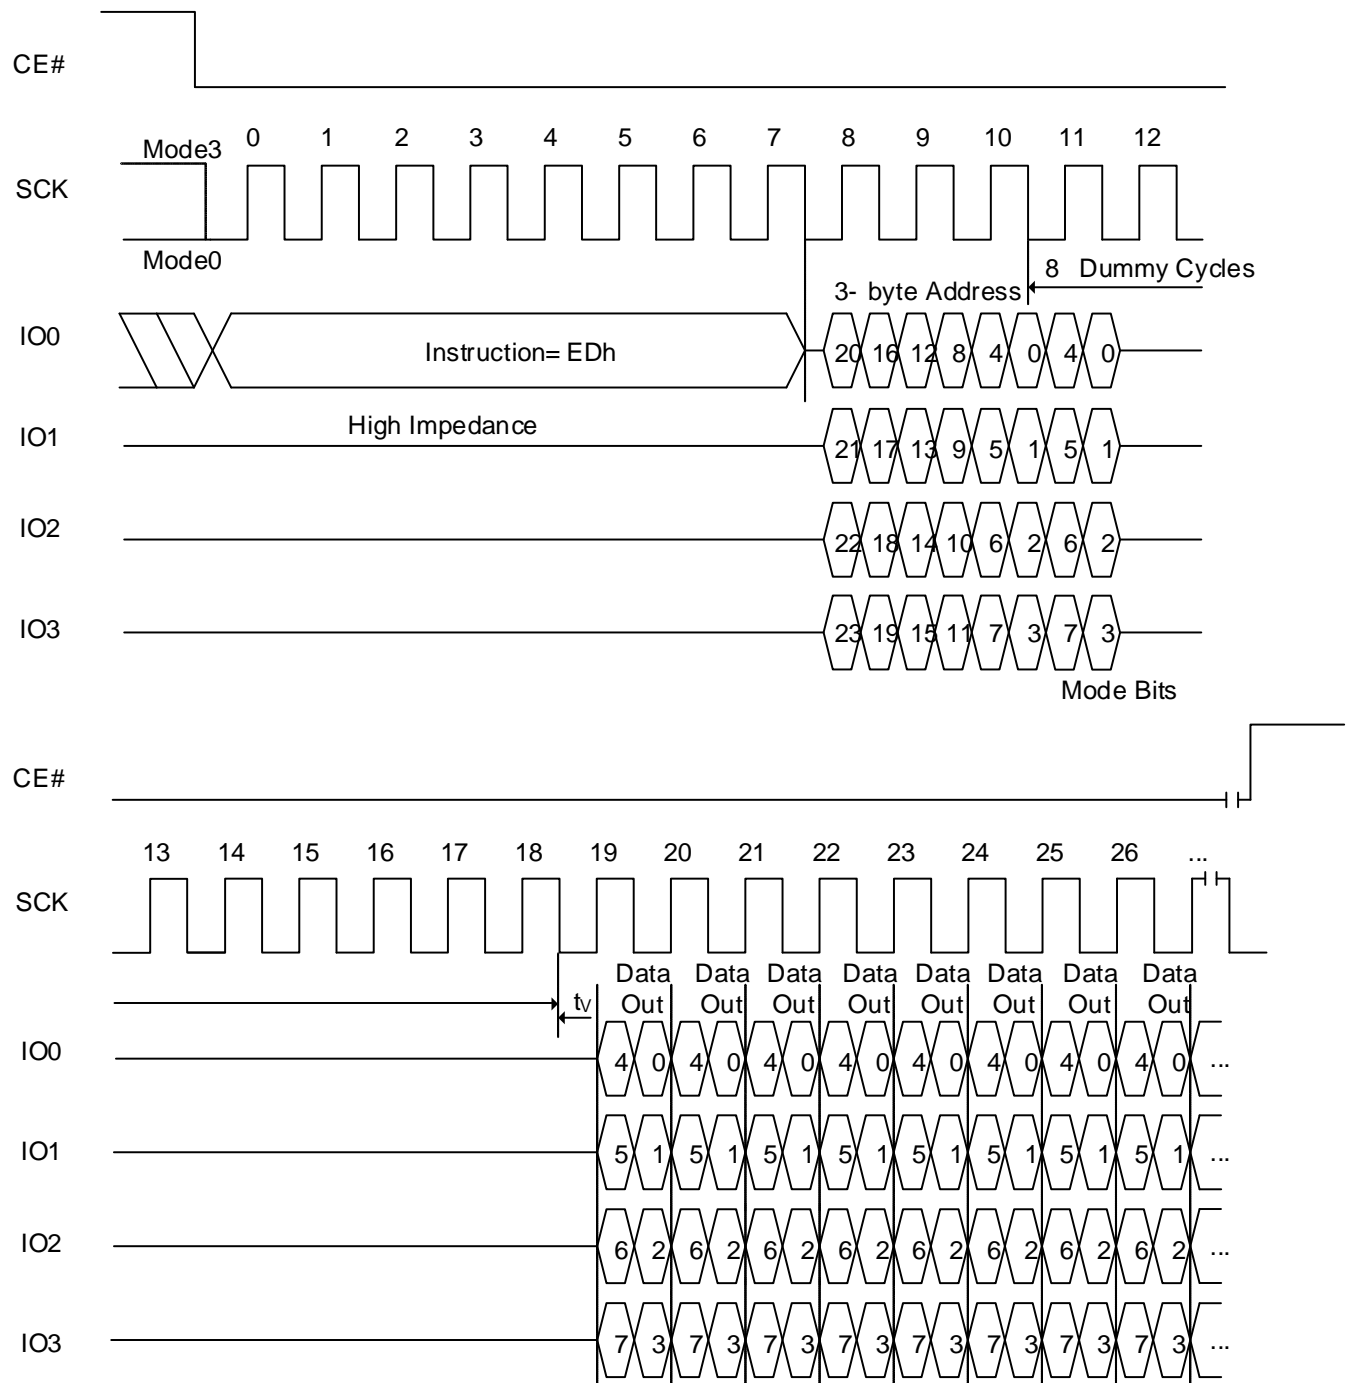 CE#
0 1 2 3 4 5 6 7 8 9 10 11 12
Mode3
SCK
Mode0
8 Dummy Cycles
3- byte Address
IO0
Instruction= EDh
20 16 12 8 4 0 4 0
High Impedance
IO1
21 17 13 9 5 1 5 1
IO2
22 18 14 10 6 2 6 2
IO3
23 19 15 11 7 3 7 3
Mode Bits
CE#
13 14 15 16 17 18 19 20 21 22 23 24 25 26 ...
SCK
Data Data Data Data Data Data Data Data
tV Out Out Out Out Out Out Out Out
IO0
4 0 4 0 4 0 4 0 4 0 4 0 4 0 4 0 ...
IO1
5 1 5 1 5 1 5 1 5 1 5 1 5 1 5 1 ...
IO2
6 2 6 2 6 2 6 2 6 2 6 2 6 2 6 2 ...
IO3
7 3 7 3 7 3 7 3 7 3 7 3 7 3 7 3 ...